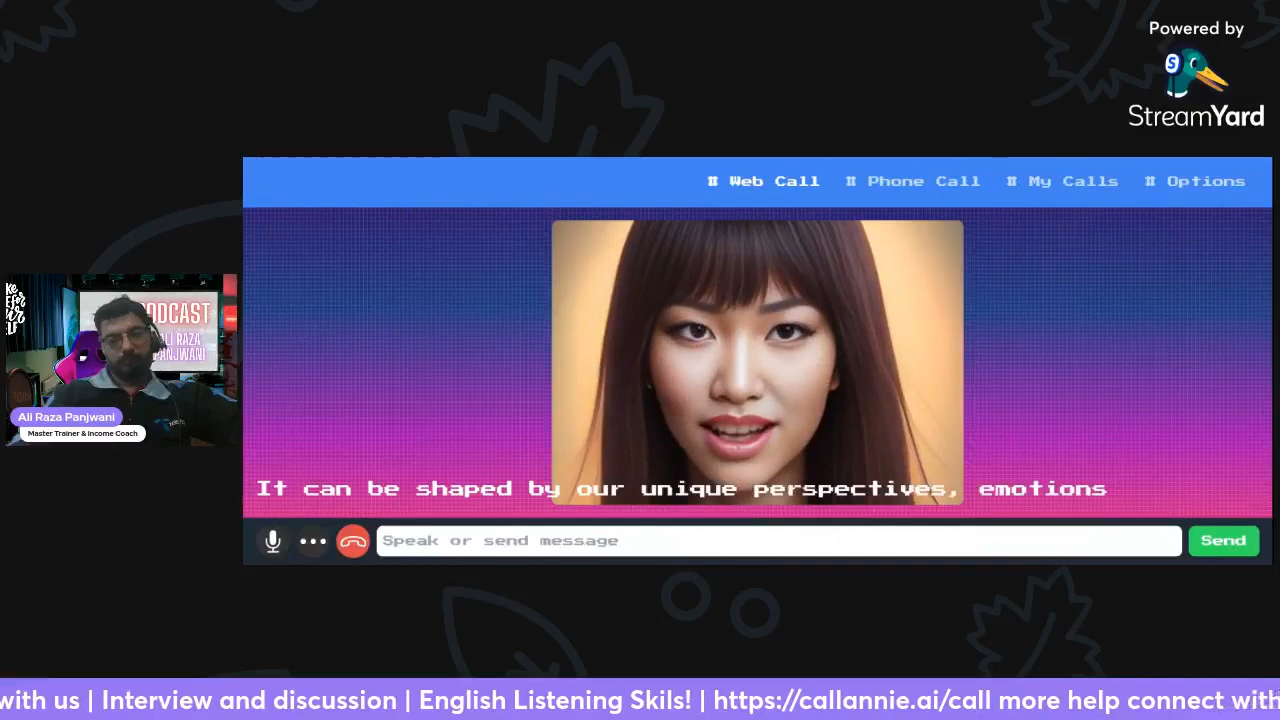 Powered by
S
StreamYard
# Web Call # Phone Call # My Calls # Options
PODCAST
ALI RAZA
PANJWANI
Ali Raza Panjwani
Master Trainer & Income Coach
It can be shaped by our unique perspectives, emotions
Speak or send message
Send
with us | Interview and discussion | English Listening Skils! | https://callannie.ai/call more help connect with